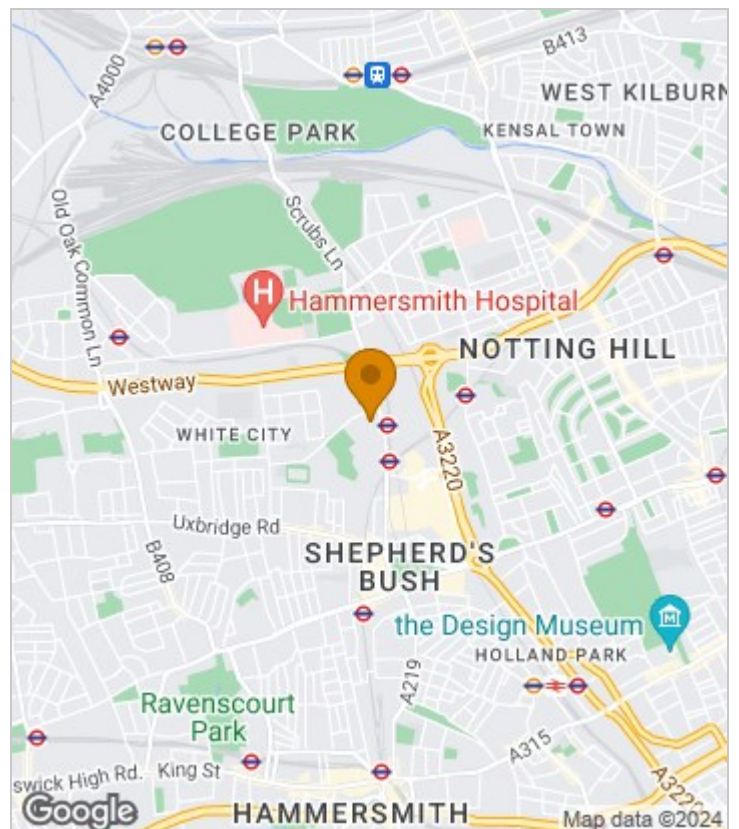 B413
A4000
WEST KILBURN
COLLEGE PARK
KENSAL TOWN
Old Oak Common Ln
Scrubs Ln
H
Hammersmith Hospital
NOTTING HILL
Westway
WHITE CITY
A3220
Uxbridge Rd
B408
SHEPHERD'S
BUSH
the Design Museum
M
HOLLAND PARK
A219
Ravenscourt
Park
A315
swick High Rd.
King St
A3220
Google
HAMMERSMITH
Map data ©2024